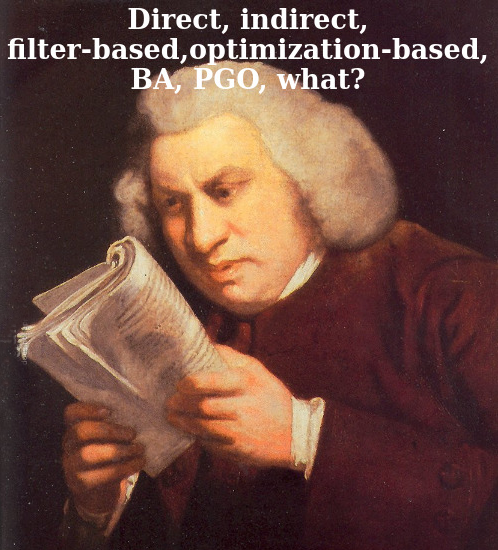 Direct, indirect,
filter-based,optimization-based,
BA, PGO, what?